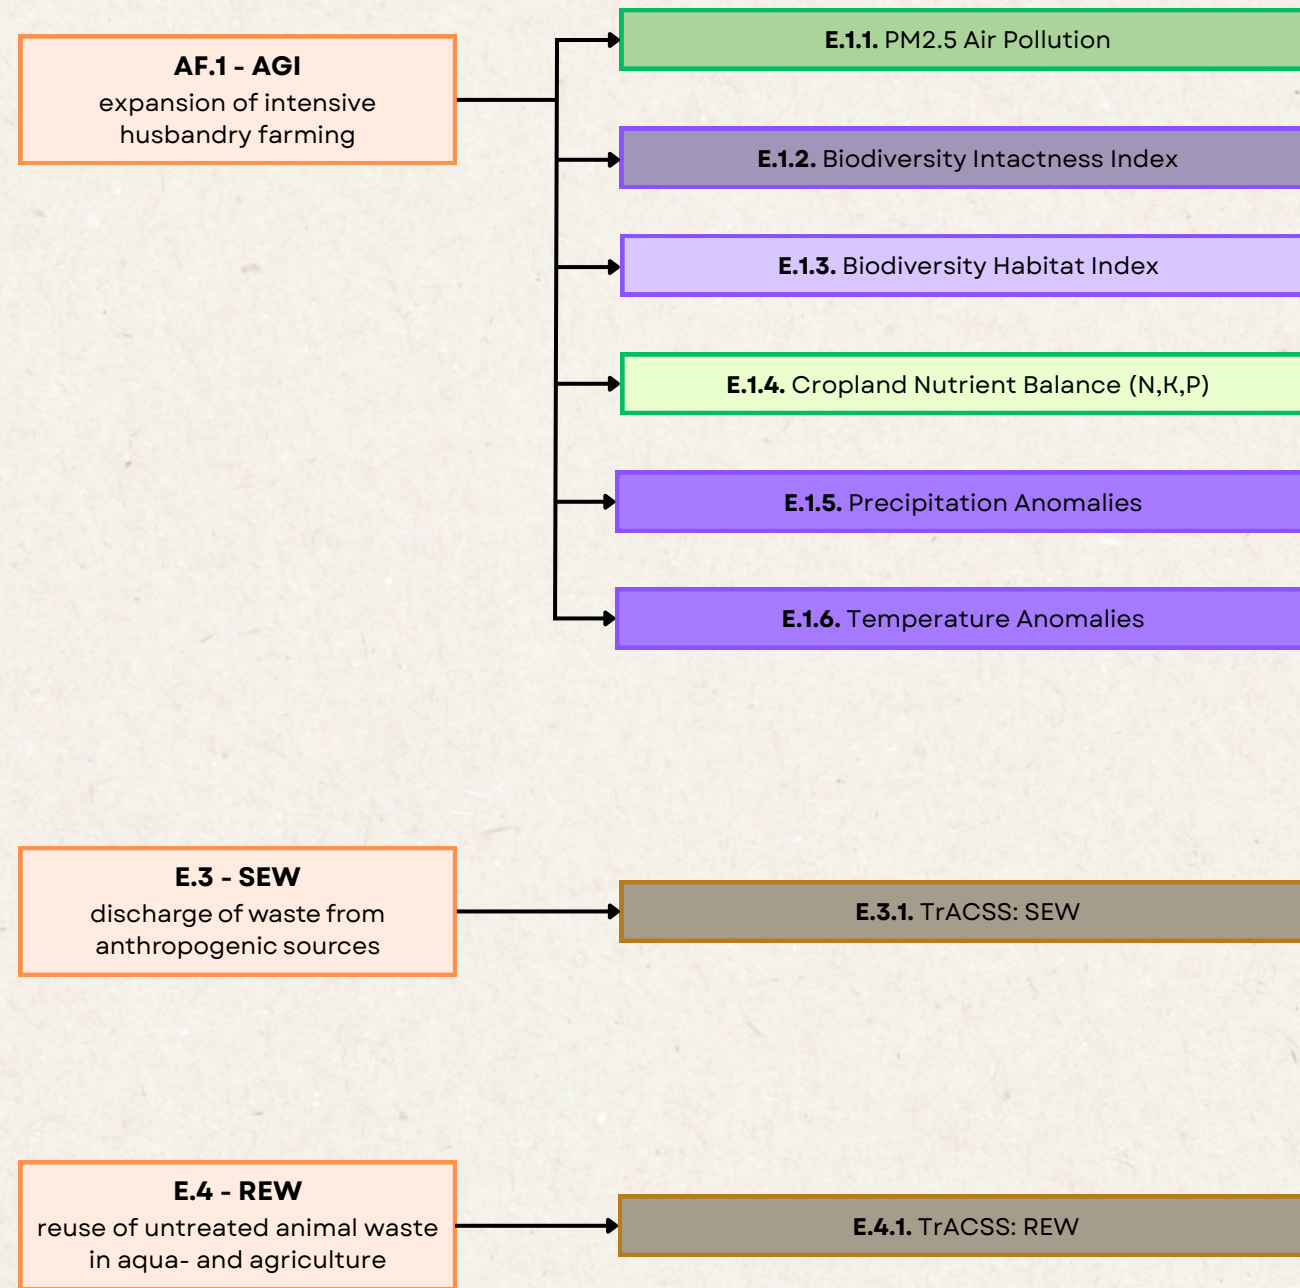 AF.1 - AGI
expansion of intensive
husbandry farming
E.1.1. PM2.5 Air Pollution
E.1.2. Biodiversity Intactness Index
E.1.3. Biodiversity Habitat Index
E.1.4. Cropland Nutrient Balance (N,K,P)
E.1.5. Precipitation Anomalies
E.1.6. Temperature Anomalies
E.3 - SEW
discharge of waste from
anthropogenic sources
E.3.1. TrACSS: SEW
E.4 - REW
reuse of untreated animal waste
in aqua- and agriculture
E.4.1. TrACSS: REW